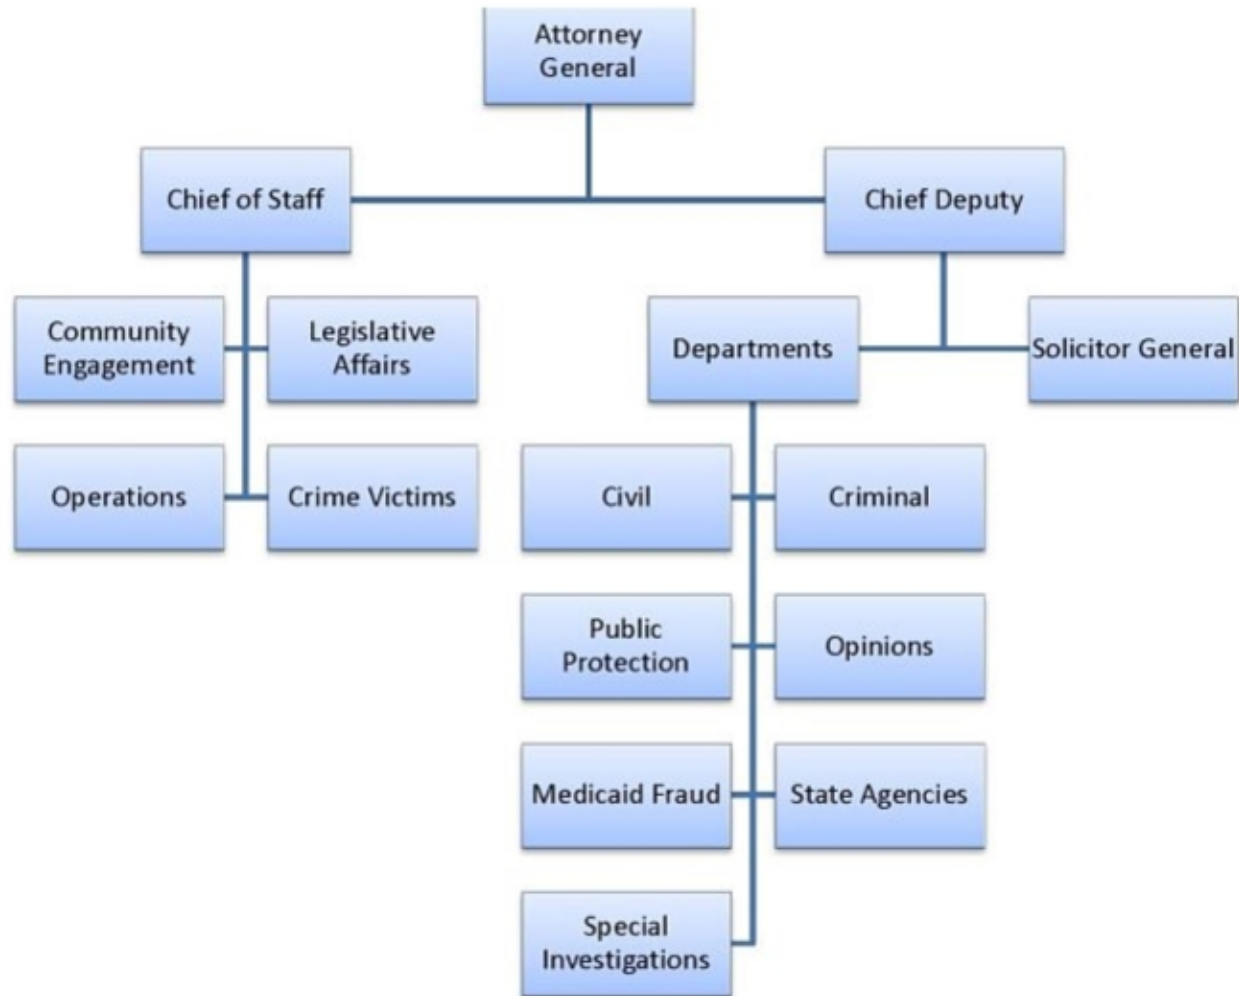 Attorney
General
Chief of Staff
Chief Deputy
Community
Engagement
Legislative
Affairs
Departments
Solicitor General
Operations
Crime Victims
Civil
Criminal
Public
Protection
Opinions
Medicaid Fraud
State Agencies
Special
Investigations